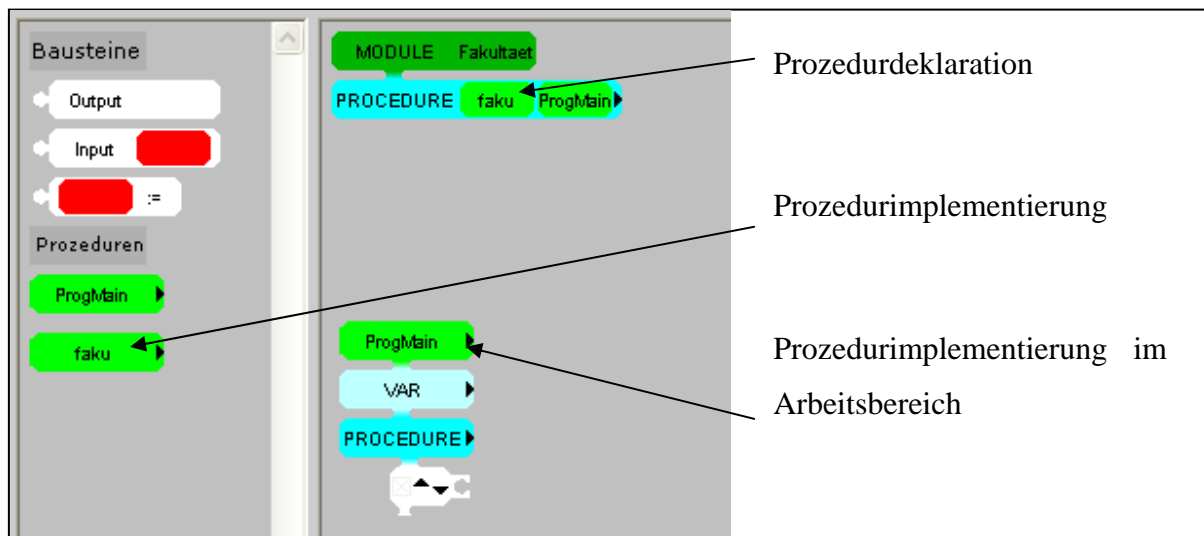 Bausteine
Output
Input
:=
Prozeduren
ProgMain
faku
MODULE Fakultaet
PROCEDURE faku ProgMain
ProgMain
VAR
PROCEDURE
Prozedurdeklaration
Prozedurimplementierung
Prozedurimplementierung im
Arbeitsbereich